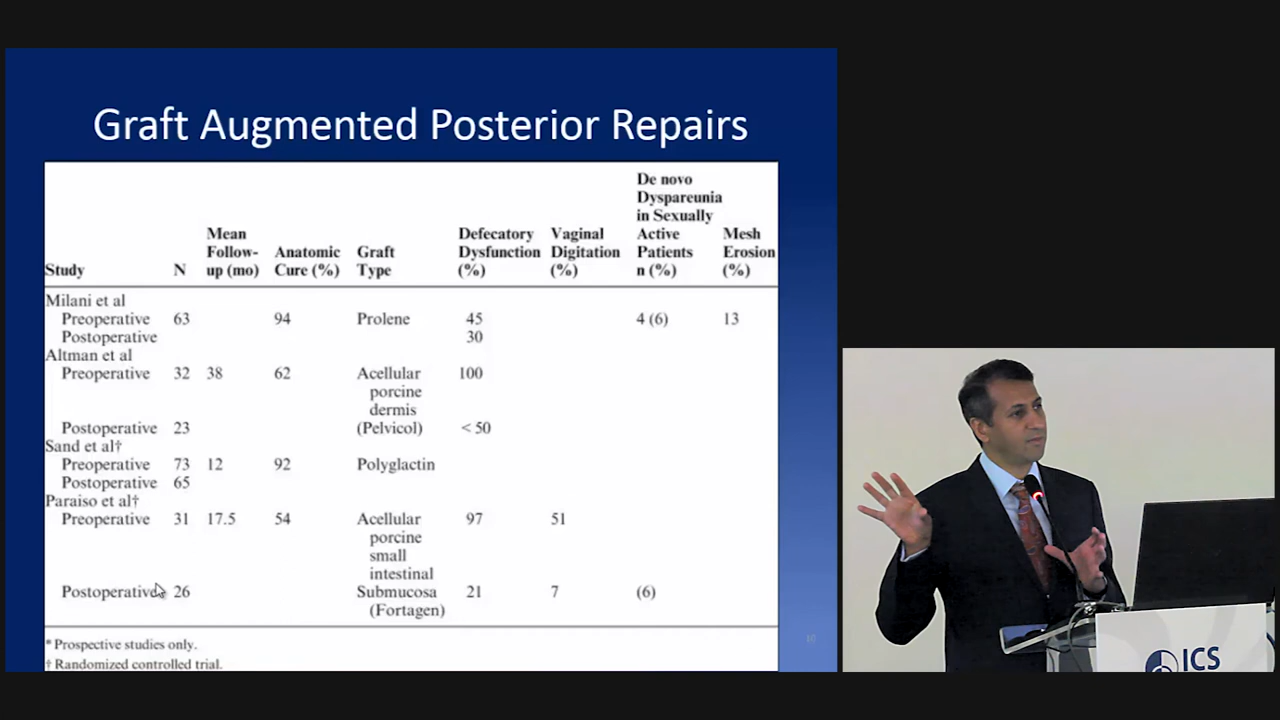 Graft Augmented Posterior Repairs
De novo
Dyspareunia
in Sexually
Mean Defecatory Vaginal Active Mesh
Follow- Anatomic Graft Dysfunction Digitation Patients Erosion
Study N up (mo) Cure (%) Type (%) (%) n (%) (%)
Milani et al
Preoperative 63 94 Prolene 45 4 (6) 13
Postoperative 30
Altman et al
Preoperative 32 38 62 Acellular 100
porcine
dermis
Postoperative 23 (Pelvicol) < 50
Sand et al†
Preoperative 73 12 92 Polyglactin
Postoperative 65
Paraiso et al†
Preoperative 31 17.5 54 Acellular 97 51
porcine
small
intestinal
Postoperative 26 Submucosa 21 7 (6)
(Fortagen)
* Prospective studies only.
† Randomized controlled trial.
ICS